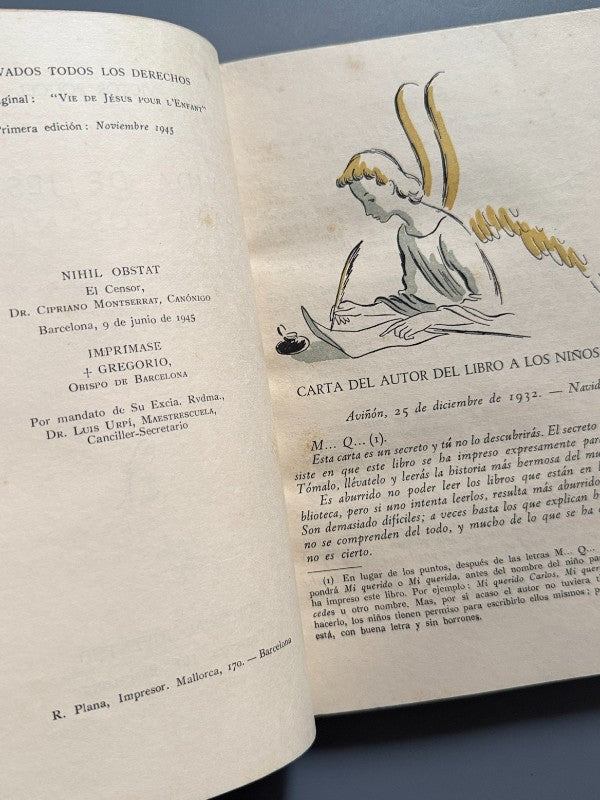 VADOS TODOS LOS DERECHOS
ginal: "VIE DE JÉSUS POUR L'ENFANT"
Primera edición: Noviembre 1945
NIHIL OBSTAT
El Censor,
DR. CIPRIANO MONTSERRAT, CANÓNIGO
Barcelona, 9 de junio de 1945
IMPRÍMASE
† GREGORIO,
OBISPO DE BARCELONA
Por mandato de Su Excia. Rvdma.,
DR. LUIS URPÍ, MAESTRESCUELA,
Canciller-Secretario
R. Plana, Impresor. Mallorca, 170. — Barcelona
CARTA DEL AUTOR DEL LIBRO A LOS NIÑOS
Aviñón, 25 de diciembre de 1932. — Navid
M... Q... (1).
Esta carta es un secreto y tú no lo descubrirás. El secreto
siste en que este libro se ha impreso expresamente para
Tómalo, llévatelo y leerás la historia más hermosa del mu
Es aburrido no poder leer los libros que están en l
blioteca, pero si uno intenta leerlos, resulta más aburrido
Son demasiado difíciles; a veces hasta los que explican h
no se comprenden del todo, y mucho de lo que se ha
no es cierto.
(1) En lugar de los puntos, después de las letras M... Q...
pondrá Mi querido o Mi querida, antes del nombre del niño par
ha impreso este libro. Por ejemplo: Mi querido Carlos, Mi quer
cedes u otro nombre. Mas, por si acaso el autor no tuviera t
hacerlo, los niños tienen permiso para escribirlo ellos mismos; p
está, con buena letra y sin borrones.